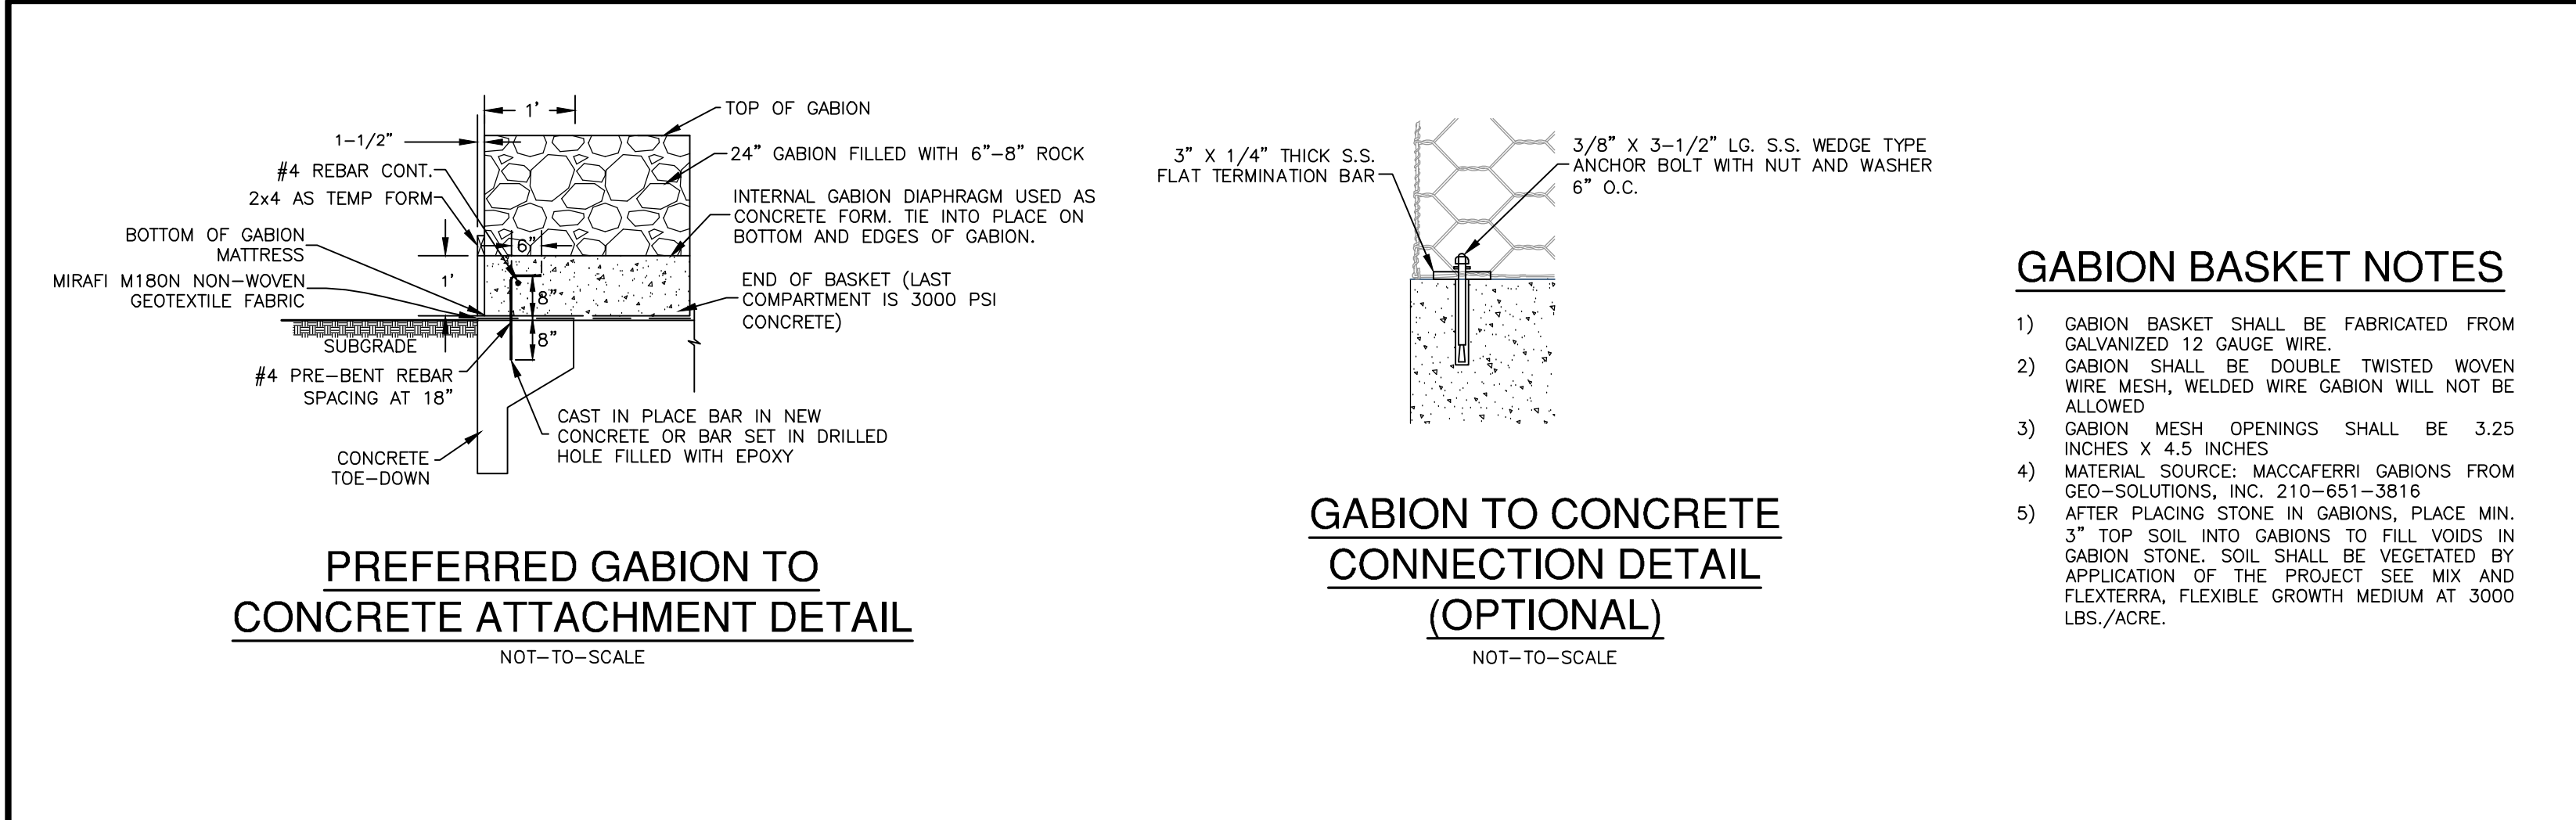 1'
1-1/2"
#4 REBAR CONT.
2x4 AS TEMP FORM
BOTTOM OF GABION
MATTRESS
MIRAFI M180N NON-WOVEN
GEOTEXTILE FABRIC
SUBGRADE
#4 PRE-BENT REBAR
SPACING AT 18"
CONCRETE
TOE-DOWN
6"
1'
8"
8"
TOP OF GABION
24" GABION FILLED WITH 6"-8" ROCK
INTERNAL GABION DIAPHRAGM USED AS
CONCRETE FORM. TIE INTO PLACE ON
BOTTOM AND EDGES OF GABION.
END OF BASKET (LAST
COMPARTMENT IS 3000 PSI
CONCRETE)
CAST IN PLACE BAR IN NEW
CONCRETE OR BAR SET IN DRILLED
HOLE FILLED WITH EPOXY
PREFERRED GABION TO
CONCRETE ATTACHMENT DETAIL
NOT-TO-SCALE
3" X 1/4" THICK S.S.
FLAT TERMINATION BAR
3/8" X 3-1/2" LG. S.S. WEDGE TYPE
ANCHOR BOLT WITH NUT AND WASHER
6" O.C.
GABION TO CONCRETE
CONNECTION DETAIL
(OPTIONAL)
NOT-TO-SCALE
GABION BASKET NOTES
1) GABION BASKET SHALL BE FABRICATED FROM
GALVANIZED 12 GAUGE WIRE.
2) GABION SHALL BE DOUBLE TWISTED WOVEN
WIRE MESH, WELDED WIRE GABION WILL NOT BE
ALLOWED
3) GABION MESH OPENINGS SHALL BE 3.25
INCHES X 4.5 INCHES
4) MATERIAL SOURCE: MACCAFERRI GABIONS FROM
GEO-SOLUTIONS, INC. 210-651-3816
5) AFTER PLACING STONE IN GABIONS, PLACE MIN.
3" TOP SOIL INTO GABIONS TO FILL VOIDS IN
GABION STONE. SOIL SHALL BE VEGETATED BY
APPLICATION OF THE PROJECT SEE MIX AND
FLEXTERRA, FLEXIBLE GROWTH MEDIUM AT 3000
LBS./ACRE.